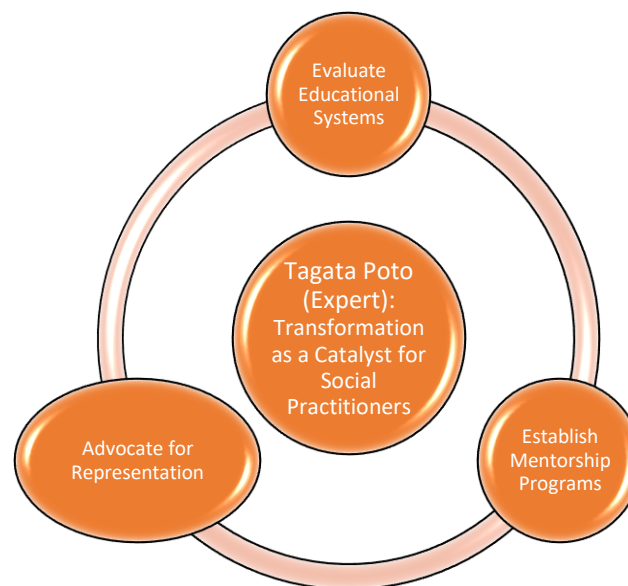 Evaluate
Educational
Systems
Tagata Poto
(Expert):
Transformation
as a Catalyst for
Social
Practitioners
Advocate for
Representation
Establish
Mentorship
Programs